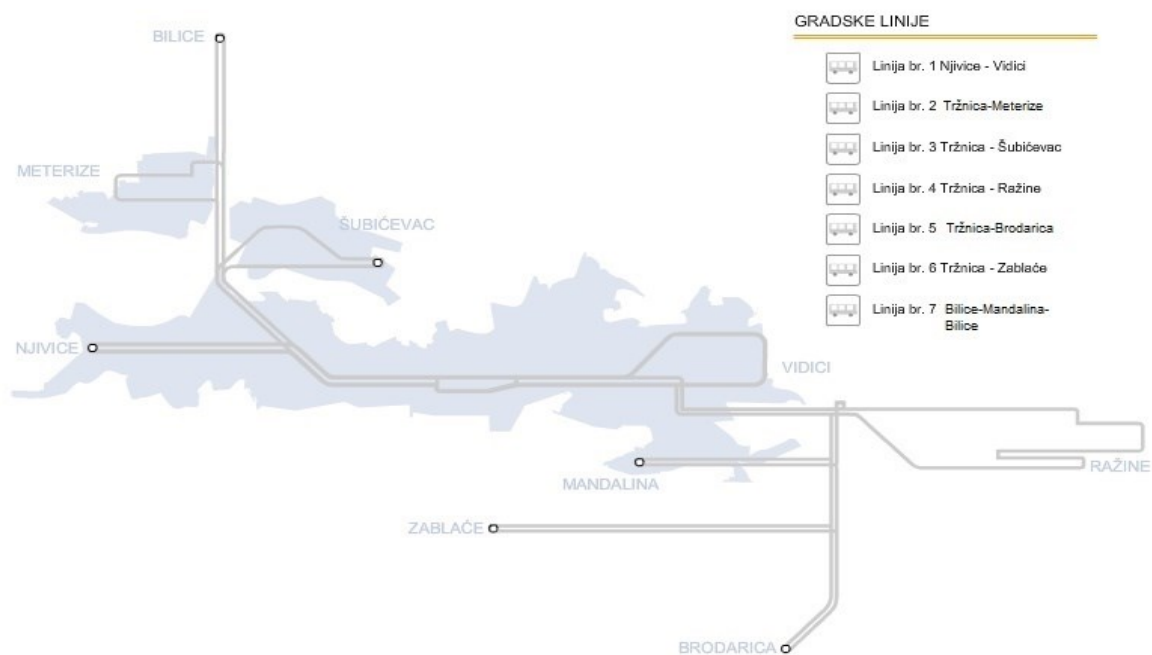 GRADSKE LINIJE
Linija br. 1 Njivice - Vidici
Linija br. 2 Tržnica-Meterize
Linija br. 3 Tržnica - Šubićevac
Linija br. 4 Tržnica - Ražine
Linija br. 5 Tržnica-Brodarica
Linija br. 6 Tržnica - Zablaće
Linija br. 7 Bilice-Mandalina-
Bilice
BILICE
METERIZE
ŠUBIĆEVAC
NJIVICE
VIDICI
RAŽINE
MANDALINA
ZABLAĆE
BRODARICA